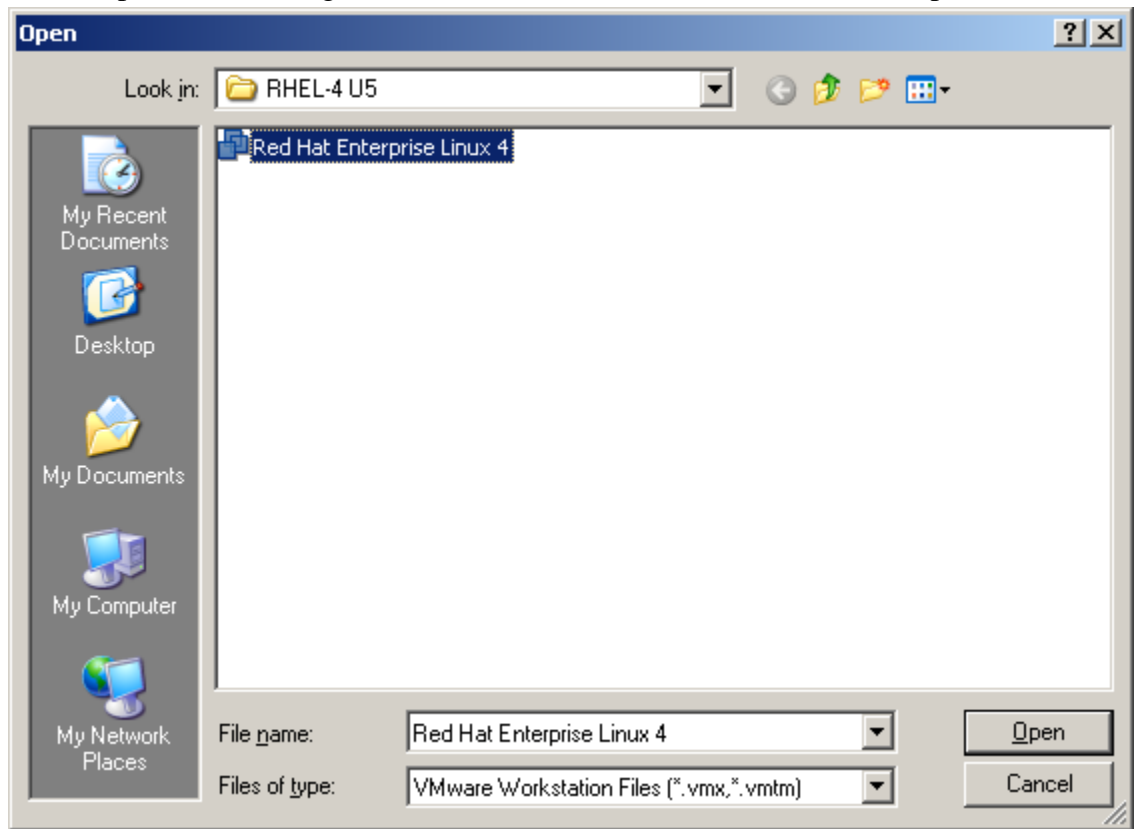 Open
Look in:
RHEL-4 U5
Red Hat Enterprise Linux 4
My Recent
Documents
Desktop
My Documents
My Computer
My Network
Places
File name:
Red Hat Enterprise Linux 4
Open
Files of type:
VMware Workstation Files (*.vmx,*.vmtm)
Cancel